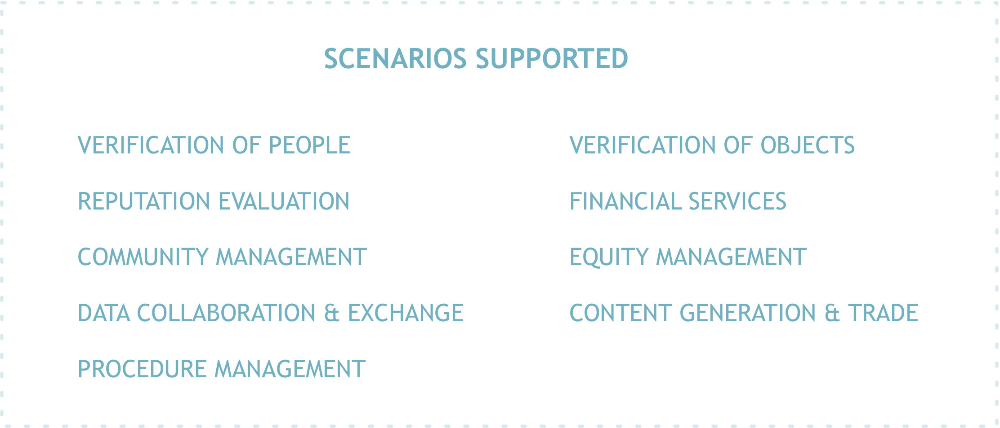 SCENARIOS SUPPORTED
VERIFICATION OF PEOPLE
VERIFICATION OF OBJECTS
REPUTATION EVALUATION
FINANCIAL SERVICES
COMMUNITY MANAGEMENT
EQUITY MANAGEMENT
DATA COLLABORATION & EXCHANGE
CONTENT GENERATION & TRADE
PROCEDURE MANAGEMENT